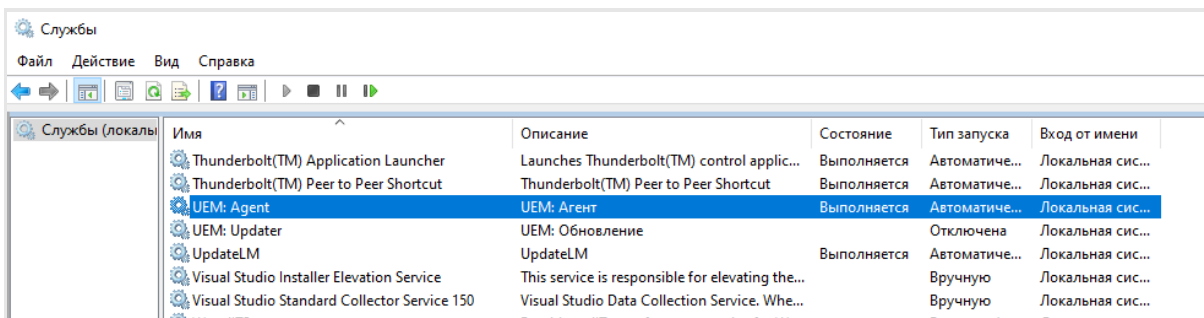 Службы
Файл Действие Вид Справка
Службы (локалы
Имя Описание Состояние Тип запуска Вход от имени
Thunderbolt(TM) Application Launcher Launches Thunderbolt(TM) control applic... Выполняется Автоматиче... Локальная сис...
Thunderbolt(TM) Peer to Peer Shortcut Thunderbolt(TM) Peer to Peer Shortcut Выполняется Автоматиче... Локальная сис...
UEM: Agent UEM: Агент Выполняется Автоматиче... Локальная сис...
UEM: Updater UEM: Обновление Отключена Локальная сис...
UpdateLM UpdateLM Выполняется Автоматиче... Локальная сис...
Visual Studio Installer Elevation Service This service is responsible for elevating the... Вручную Локальная сис...
Visual Studio Standard Collector Service 150 Visual Studio Data Collection Service. Whe... Вручную Локальная сис...